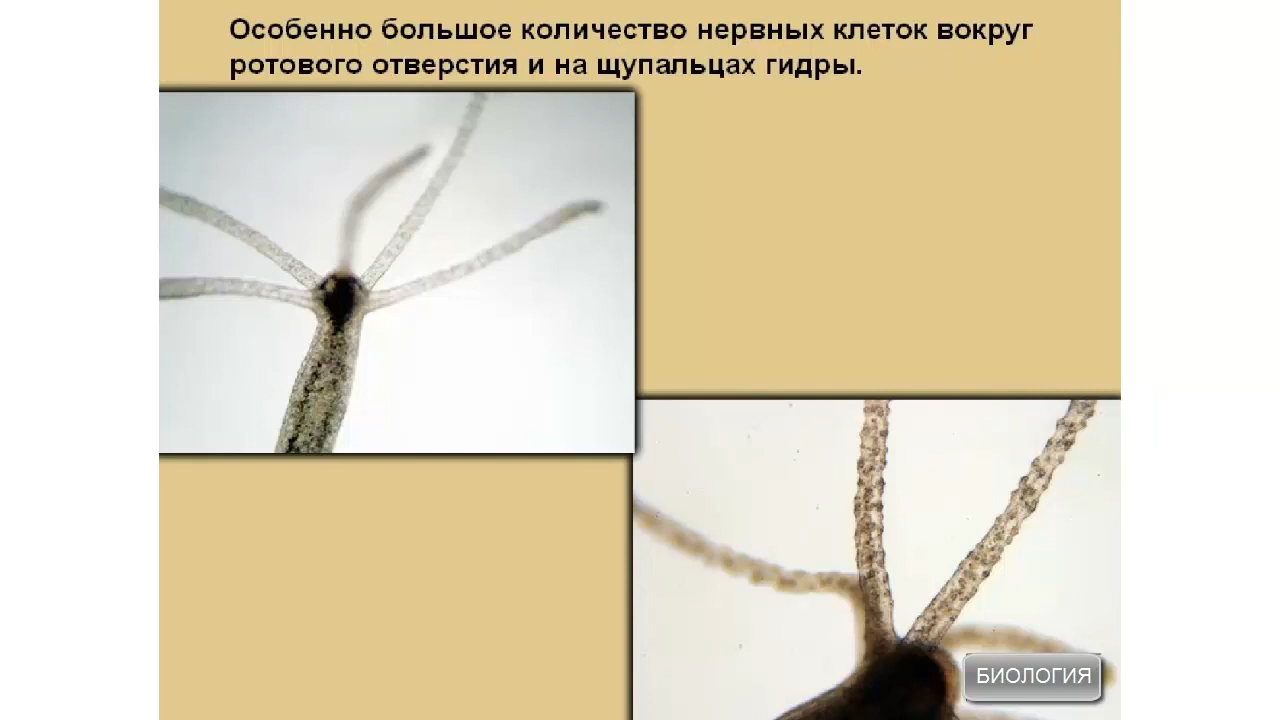 Особенно большое количество нервных клеток вокруг
ротового отверстия и на щупальцах гидры.
БИОЛОГИЯ